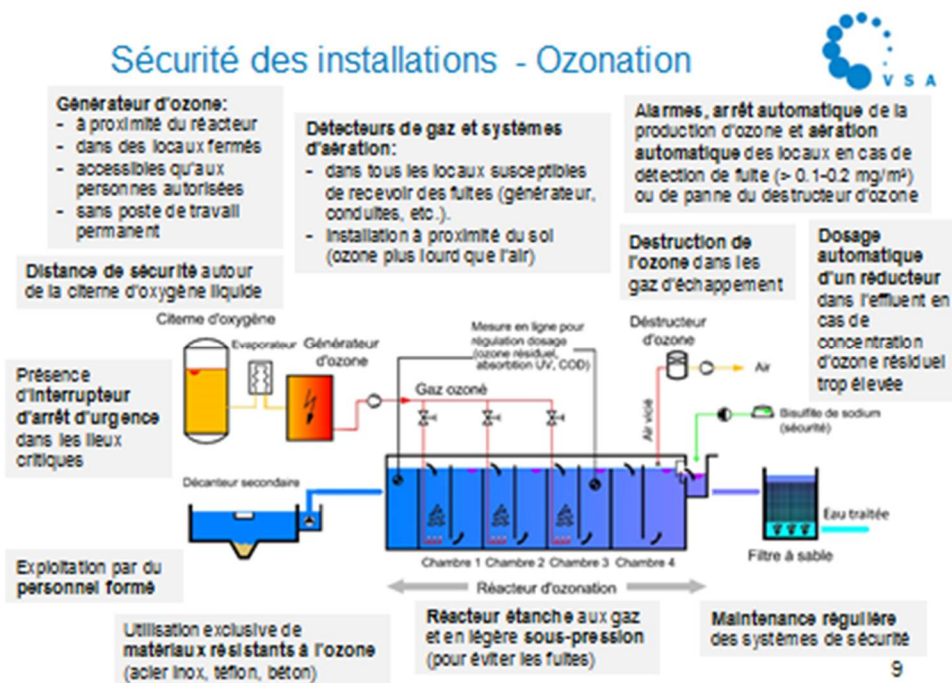 Sécurité des installations - Ozonation
VSA
Générateur d'ozone:
- à proximité du réacteur
- dans des locaux fermés
- accessibles qu'aux
personnes autorisées
- sans poste de travail
permanent
Détecteurs de gaz et systèmes
d'aération:
- dans tous les locaux susceptibles
de recevoir des fuites (générateur,
conduites, etc.).
- Installation à proximité du sol
(ozone plus lourd que l'air)
Alarmes, arrêt automatique de la
production d'ozone et aération
automatique des locaux en cas de
détection de fuite (> 0.1-0.2 mg/m³)
ou de panne du destructeur d'ozone
Distance de sécurité autour
de la citerne d'oxygène liquide
Destruction de
l'ozone dans les
gaz d'échappement
Dosage
automatique
d'un réducteur
dans l'effluent en
cas de
concentration
d'ozone résiduel
trop élevée
Présence
d'interrupteur
d'arrêt d'urgence
dans les lieux
critiques
Citerne d'oxygène
Evaporateur
Générateur
d'ozone
Mesure en ligne pour
régulation dosage
(ozone résiduel,
absorbtion UV, COD)
Gaz ozoné
Déstructeur
d'ozone
Air
Air vicié
Bisulfite de sodium
(sécurité)
Décanteur secondaire
Chambre 1 Chambre 2 Chambre 3 Chambre 4
Réacteur d'ozonation
Eau traitée
Filtre à sable
Exploitation par du
personnel formé
Utilisation exclusive de
matériaux résistants à l'ozone
(acier inox, téflon, béton)
Réacteur étanche aux gaz
et en légère sous-pression
(pour éviter les fuites)
Maintenance régulière
des systèmes de sécurité
9